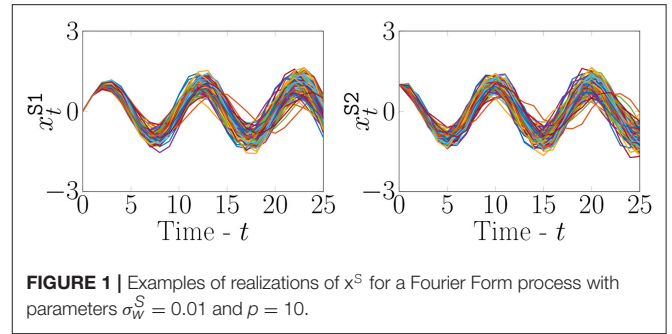 3
0
−3
x_t^S1
0 5 10 15 20 25
Time - t
3
0
−3
x_t^S2
0 5 10 15 20 25
Time - t
FIGURE 1 | Examples of realizations of x^S for a Fourier Form process with
parameters σ_w^S = 0.01 and p = 10.